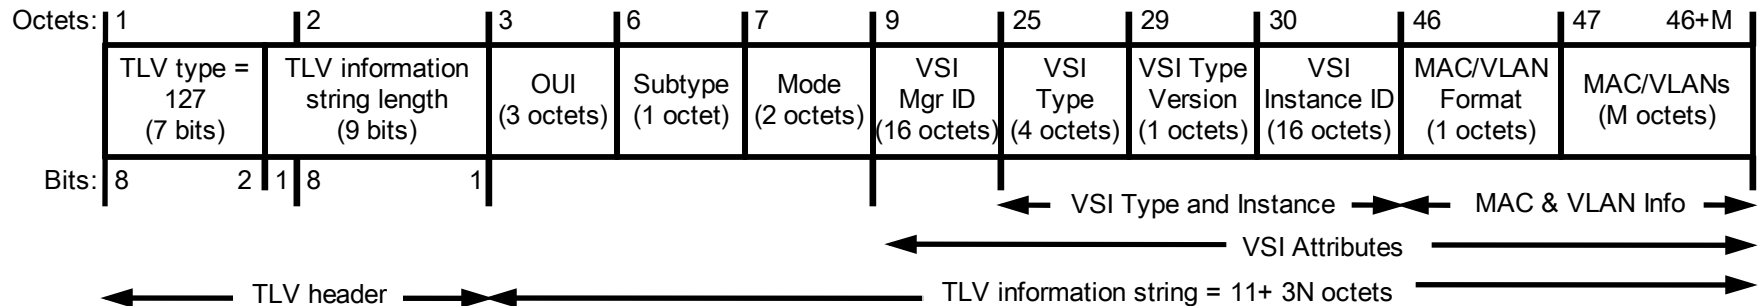 Octets: 1 2 3 6 7 9 25 29 30 46 47 46+M
TLV type =
127
(7 bits)
TLV information
string length
(9 bits)
OUI
(3 octets)
Subtype
(1 octet)
Mode
(2 octets)
VSI
Mgr ID
(16 octets)
VSI
Type
(4 octets)
VSI Type
Version
(1 octets)
VSI
Instance ID
(16 octets)
MAC/VLAN
Format
(1 octets)
MAC/VLANs
(M octets)
Bits: 8 2 1 8 1
VSI Type and Instance MAC & VLAN Info
VSI Attributes
TLV header TLV information string = 11+ 3N octets